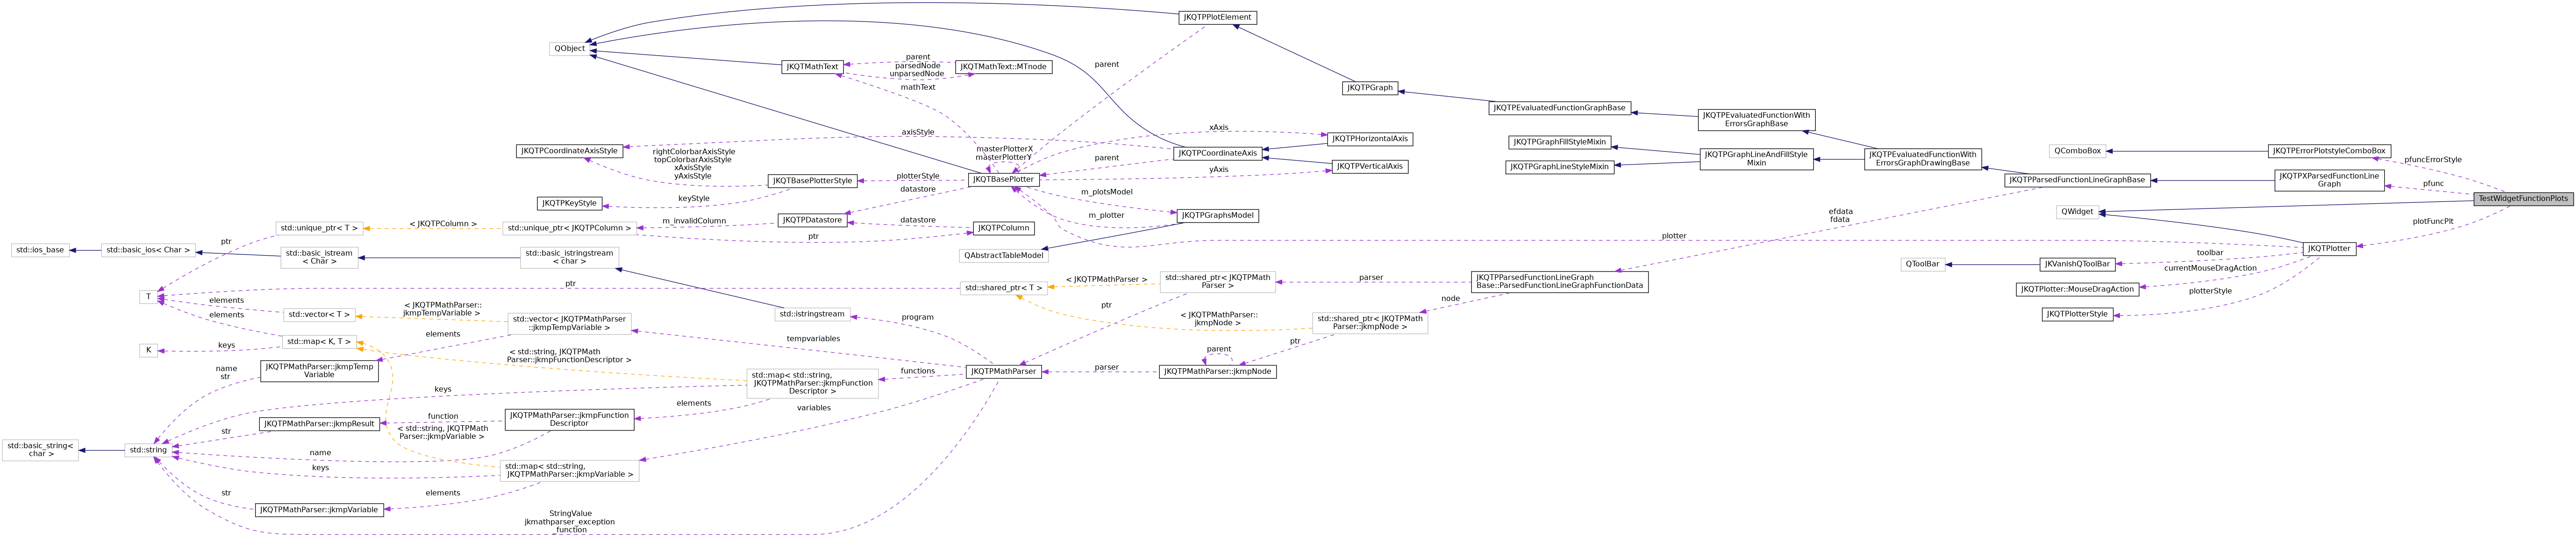 JKQTPPlotElement
QObject
parent
JKQTMathText
parent
parsedNode
unparsedNode
JKQTMathText::MTnode
mathText
JKQTPGraph
JKQTPEvaluatedFunctionGraphBase
JKQTPEvaluatedFunctionWith
ErrorsGraphBase
axisStyle
xAxis
JKQTPHorizontalAxis
JKQTPGraphFillStyleMixin
JKQTPCoordinateAxisStyle
rightColorbarAxisStyle
topColorbarAxisStyle
xAxisStyle
yAxisStyle
masterPlotterX
masterPlotterY
parent
JKQTPCoordinateAxis
JKQTPVerticalAxis
JKQTPGraphLineStyleMixin
JKQTPGraphLineAndFillStyle
Mixin
JKQTPEvaluatedFunctionWith
ErrorsGraphDrawingBase
QComboBox
JKQTPErrorPlotstyleComboBox
pfuncErrorStyle
yAxis
JKQTBasePlotterStyle
plotterStyle
JKQTBasePlotter
JKQTPParsedFunctionLineGraphBase
JKQTPXParsedFunctionLine
Graph
pfunc
TestWidgetFunctionPlots
datastore
m_plotsModel
keyStyle
JKQTPKeyStyle
QWidget
efdata
fdata
plotFuncPlt
JKQTPDatastore
datastore
JKQTPColumn
m_plotter
JKQTPGraphsModel
m_invalidColumn
std::unique_ptr< T >
< JKQTPColumn >
std::unique_ptr< JKQTPColumn >
ptr
ptr
plotter
std::ios_base
std::basic_ios< Char >
std::basic_istream
< Char >
std::basic_istringstream
< char >
QAbstractTableModel
JKQTPlotter
toolbar
QToolBar
JKVanishQToolBar
currentMouseDragAction
JKQTPlotter::MouseDragAction
plotterStyle
JKQTPlotterStyle
T
ptr
std::shared_ptr< T >
< JKQTPMathParser >
std::shared_ptr< JKQTPMath
Parser >
parser
JKQTPParsedFunctionLineGraph
Base::ParsedFunctionLineGraphFunctionData
elements
elements
std::vector< T >
< JKQTPMathParser::
jkmpTempVariable >
std::vector< JKQTPMathParser
::jkmpTempVariable >
std::istringstream
program
ptr
node
< JKQTPMathParser::
jkmpNode >
std::shared_ptr< JKQTPMath
Parser::jkmpNode >
K
keys
std::map< K, T >
elements
tempvariables
ptr
parent
< std::string, JKQTPMath
Parser::jkmpFunctionDescriptor >
name
str
JKQTPMathParser::jkmpTemp
Variable
functions
JKQTPMathParser
parser
JKQTPMathParser::jkmpNode
std::map< std::string,
JKQTPMathParser::jkmpFunction
Descriptor >
keys
elements
variables
JKQTPMathParser::jkmpResult
function
JKQTPMathParser::jkmpFunction
Descriptor
str
< std::string, JKQTPMath
Parser::jkmpVariable >
std::basic_string<
char >
std::string
name
keys
std::map< std::string,
JKQTPMathParser::jkmpVariable >
str
elements
JKQTPMathParser::jkmpVariable
StringValue
jkmathparser_exception
_function